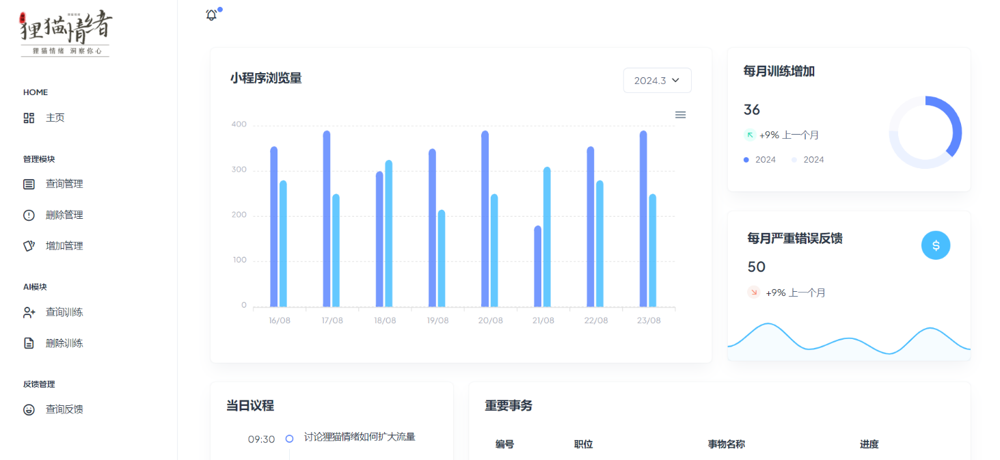 狸猫情绪
狸猫情绪 洞察你心
HOME
主页
管理模块
查询管理
删除管理
增加管理
AI模块
查询训练
删除训练
反馈管理
查询反馈
小程序浏览量
2024.3
400
300
200
100
0
16/08 17/08 18/08 19/08 20/08 21/08 22/08 23/08
每月训练增加
36
+9% 上一个月
2024 2024
每月严重错误反馈
$
50
+9% 上一个月
当日议程
09:30 讨论狸猫情绪如何扩大流量
重要事务
编号 职位 事物名称 进度